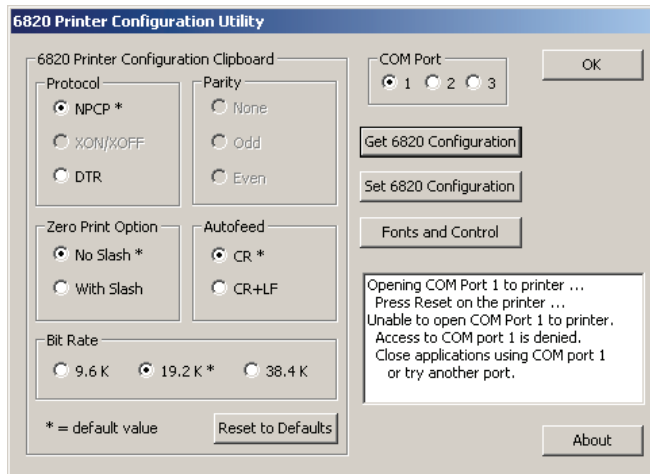 6820 Printer Configuration Utility
6820 Printer Configuration Clipboard
Protocol
NPCP *
XON/XOFF
DTR
Parity
None
Odd
Even
Zero Print Option
No Slash *
With Slash
Autofeed
CR *
CR+LF
Bit Rate
9.6 K 19.2 K * 38.4 K
* = default value
Reset to Defaults
COM Port
1 2 3
OK
Get 6820 Configuration
Set 6820 Configuration
Fonts and Control
Opening COM Port 1 to printer ...
Press Reset on the printer ...
Unable to open COM Port 1 to printer.
Access to COM port 1 is denied.
Close applications using COM port 1
or try another port.
About